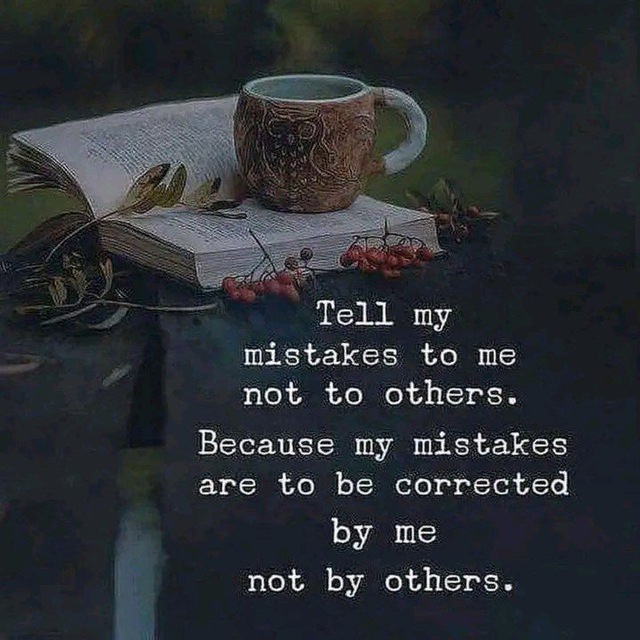 Tell my
mistakes to me
not to others.
Because my mistakes
are to be corrected
by me
not by others.